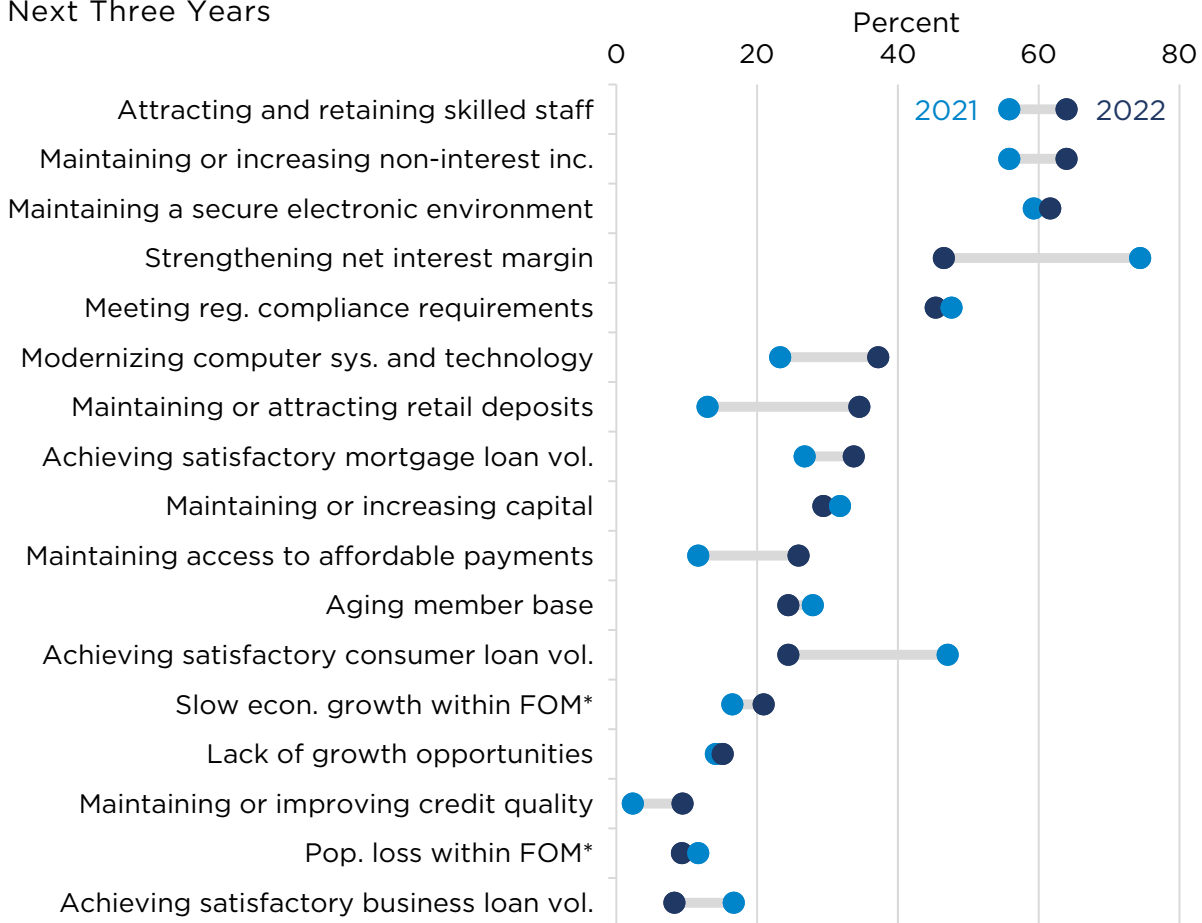 Next Three Years
Percent
0 20 40 60 80
Attracting and retaining skilled staff 2021 2022
Maintaining or increasing non-interest inc.
Maintaining a secure electronic environment
Strengthening net interest margin
Meeting reg. compliance requirements
Modernizing computer sys. and technology
Maintaining or attracting retail deposits
Achieving satisfactory mortgage loan vol.
Maintaining or increasing capital
Maintaining access to affordable payments
Aging member base
Achieving satisfactory consumer loan vol.
Slow econ. growth within FOM*
Lack of growth opportunities
Maintaining or improving credit quality
Pop. loss within FOM*
Achieving satisfactory business loan vol.